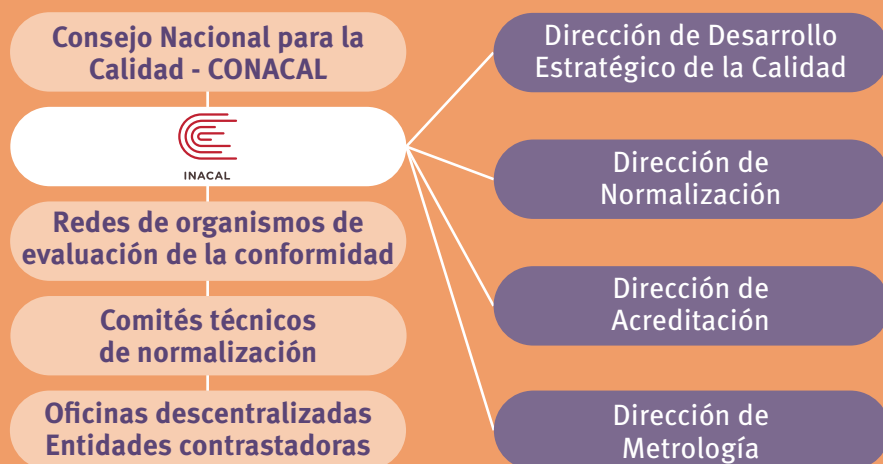 Consejo Nacional para la
Calidad - CONACAL
INACAL
Redes de organismos de
evaluación de la conformidad
Comités técnicos
de normalización
Oficinas descentralizadas
Entidades contrastadoras
Dirección de Desarrollo
Estratégico de la Calidad
Dirección de
Normalización
Dirección de
Acreditación
Dirección de
Metrología